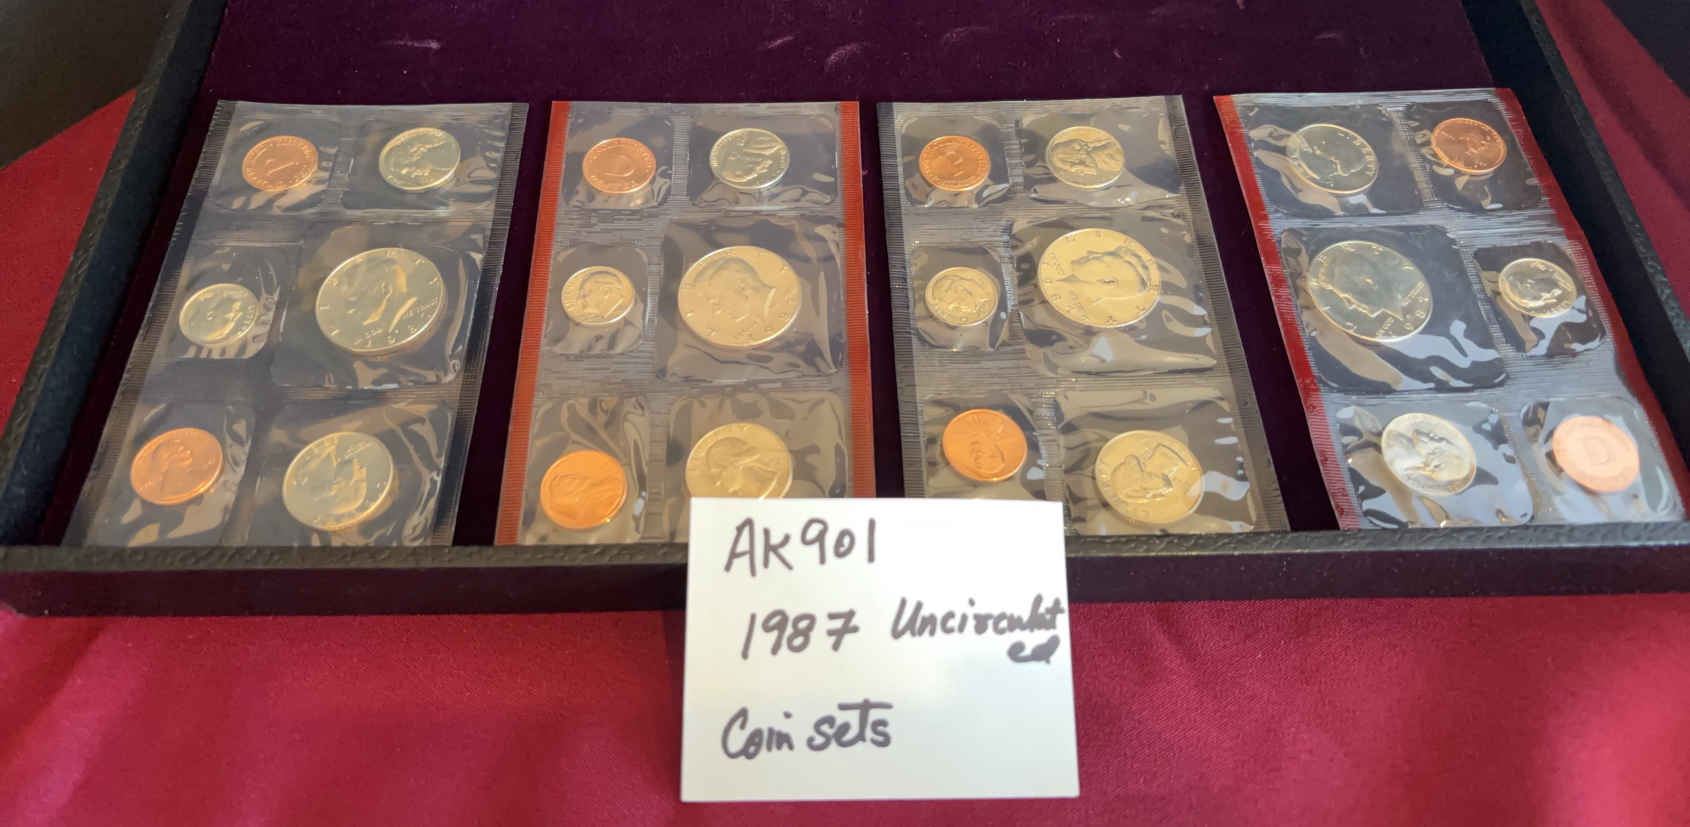 AK901
1987 Uncirculat
ed
Coin sets